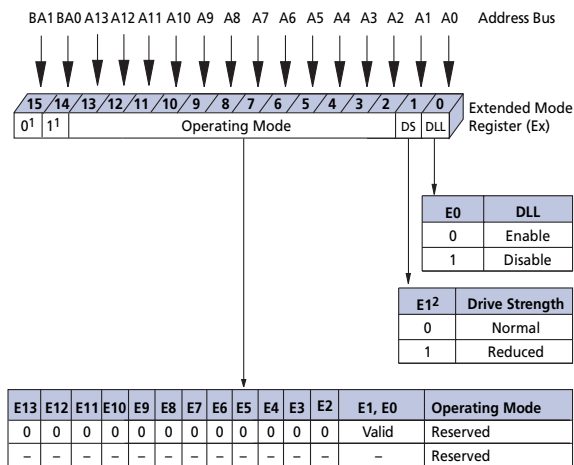 BA1 BA0 A13 A12 A11 A10 A9 A8 A7 A6 A5 A4 A3 A2 A1 A0 Address Bus
15 14 13 12 11 10 9 8 7 6 5 4 3 2 1 0
Extended Mode
Register (Ex)
0¹ 1¹ Operating Mode DS DLL
E0 DLL
0 Enable
1 Disable
E1² Drive Strength
0 Normal
1 Reduced
E13 E12 E11 E10 E9 E8 E7 E6 E5 E4 E3 E2 E1, E0 Operating Mode
0 0 0 0 0 0 0 0 0 0 0 0 Valid Reserved
– – – – – – – – – – – – – Reserved